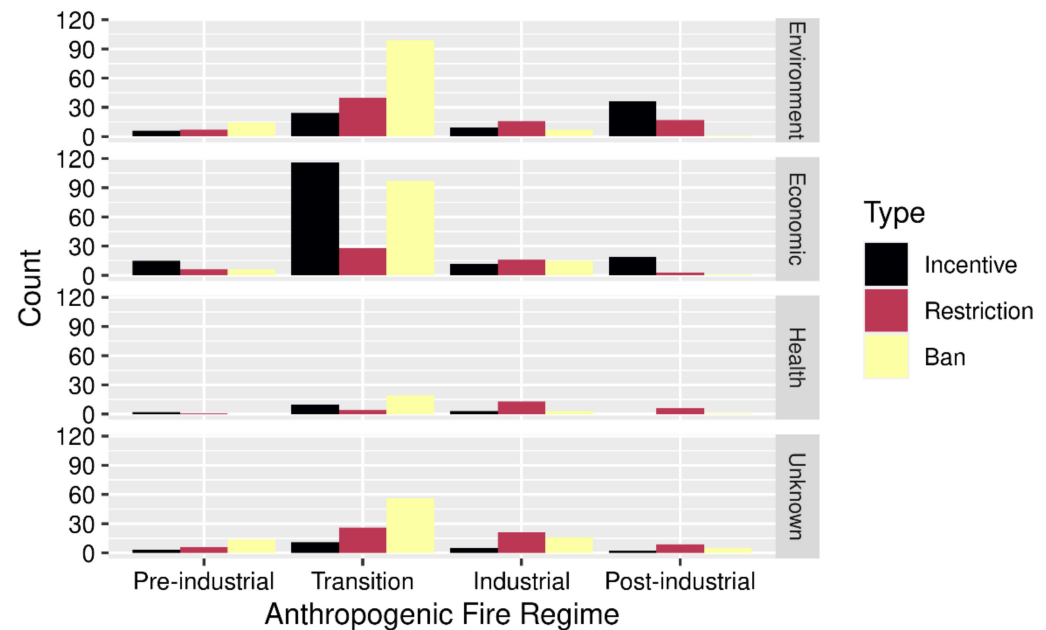 120
90
60
30
0
Environment
120
90
60
30
0
Economic
120
90
60
30
0
Health
120
90
60
30
0
Unknown
Count
Pre-industrial Transition Industrial Post-industrial
Anthropogenic Fire Regime
Type
Incentive
Restriction
Ban